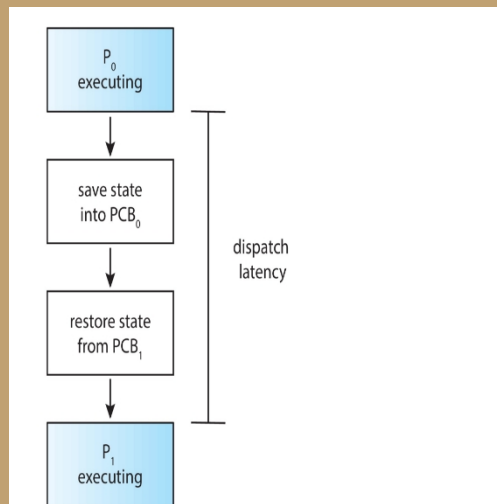 P₀
executing
save state
into PCB₀
dispatch
latency
restore state
from PCB₁
P₁
executing